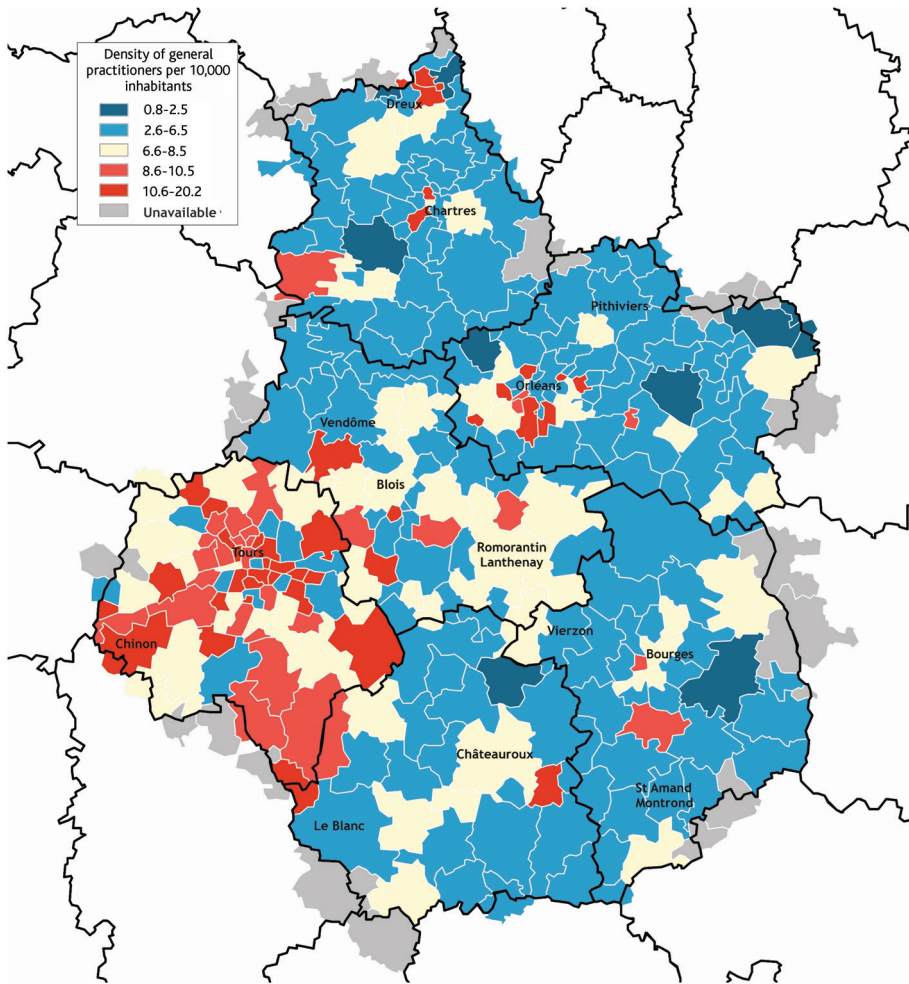 Density of general
practitioners per 10,000
inhabitants
0.8-2.5
2.6-6.5
6.6-8.5
8.6-10.5
10.6-20.2
Unavailable
Dreux
Chartres
Pithiviers
Orléans
Vendôme
Blois
Tours
Romorantin
Lanthenay
Chinon
Vierzon
Bourges
Châteauroux
St Amand
Montrond
Le Blanc